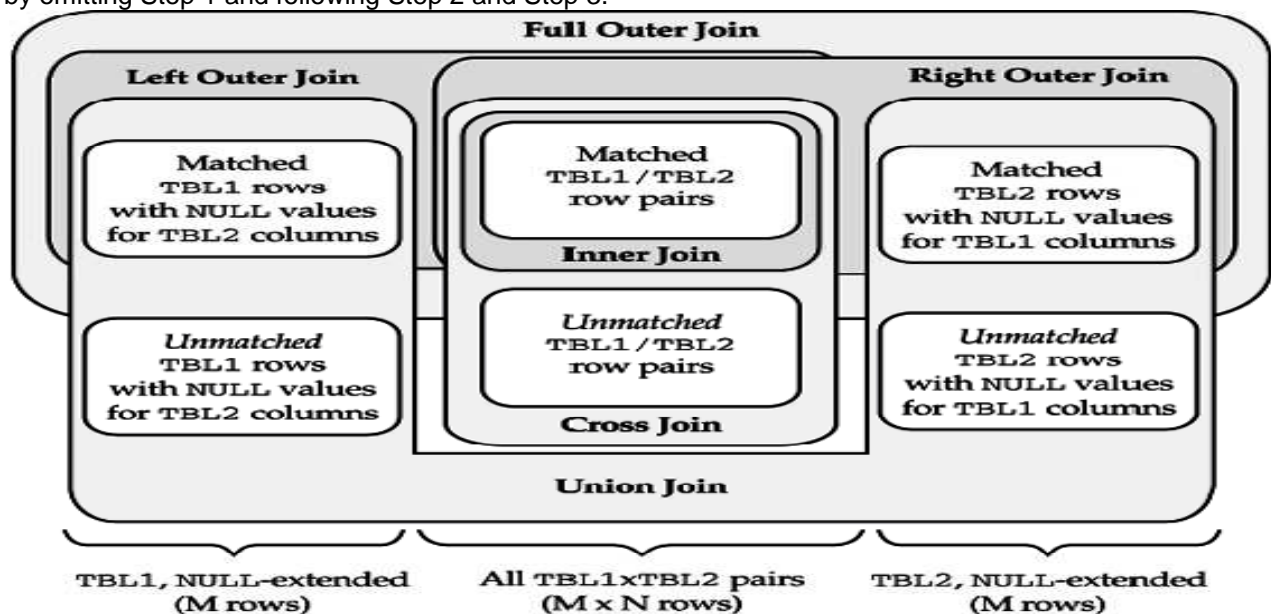 by omitting Step 1 and following Step 2 and Step 3.
Full Outer Join
Left Outer Join
Right Outer Join
Matched
TBL1 rows
with NULL values
for TBL2 columns
Matched
TBL1/TBL2
row pairs
Inner Join
Matched
TBL2 rows
with NULL values
for TBL1 columns
Unmatched
TBL1 rows
with NULL values
for TBL2 columns
Unmatched
TBL1/TBL2
row pairs
Cross Join
Unmatched
TBL2 rows
with NULL values
for TBL1 columns
Union Join
TBL1, NULL-extended
(M rows)
All TBL1xTBL2 pairs
(M x N rows)
TBL2, NULL-extended
(M rows)